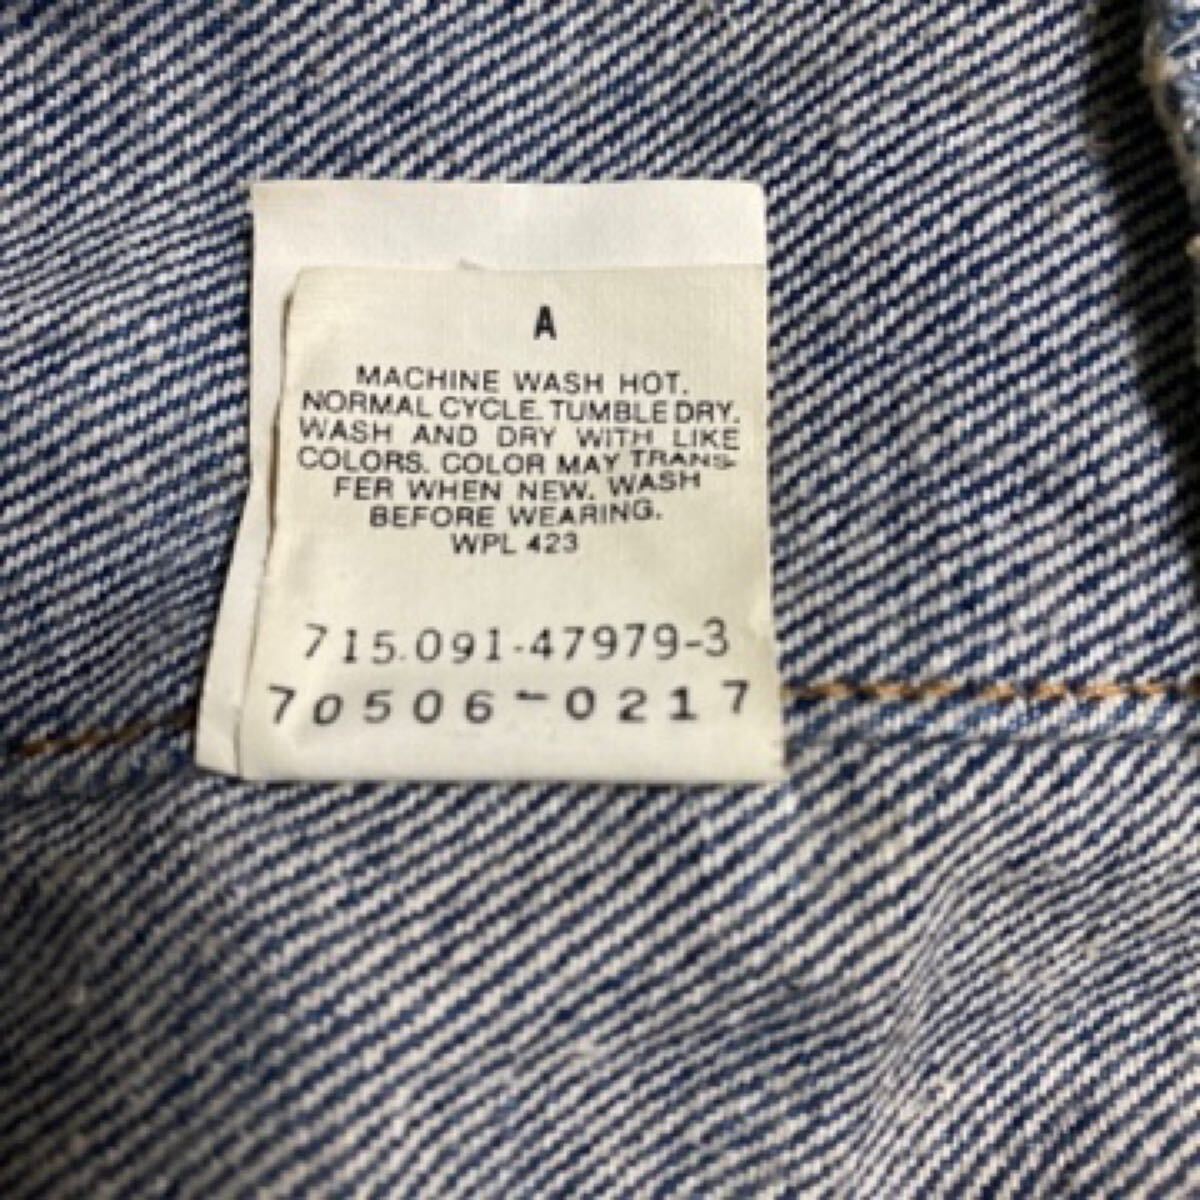 A
MACHINE WASH HOT.
NORMAL CYCLE. TUMBLE DRY.
WASH AND DRY WITH LIKE
COLORS. COLOR MAY TRANS-
FER WHEN NEW. WASH
BEFORE WEARING.
WPL 423
715.091-47979-3
70506-0217